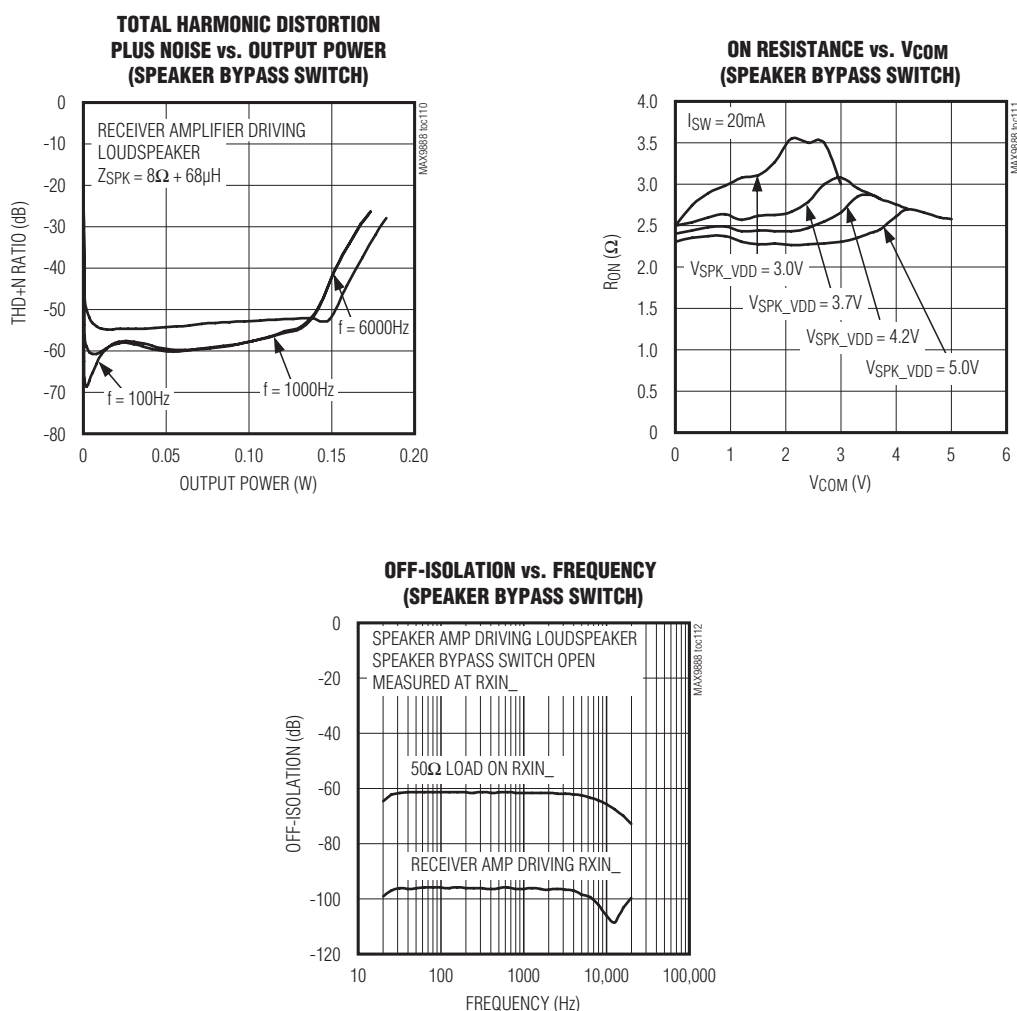 TOTAL HARMONIC DISTORTION
PLUS NOISE vs. OUTPUT POWER
(SPEAKER BYPASS SWITCH)
MAX9888 toc110
RECEIVER AMPLIFIER DRIVING
LOUDSPEAKER
ZSPK = 8Ω + 68µH
THD+N RATIO (dB)
0
-10
-20
-30
-40
-50
-60
-70
-80
f = 6000Hz
f = 1000Hz
f = 100Hz
0
0.05
0.10
0.15
0.20
OUTPUT POWER (W)
ON RESISTANCE vs. VCOM
(SPEAKER BYPASS SWITCH)
MAX9888 toc111
ISW = 20mA
RON (Ω)
4.0
3.5
3.0
2.5
2.0
1.5
1.0
0.5
0
VSPK_VDD = 3.0V
VSPK_VDD = 3.7V
VSPK_VDD = 4.2V
VSPK_VDD = 5.0V
0
1
2
3
4
5
6
VCOM (V)
OFF-ISOLATION vs. FREQUENCY
(SPEAKER BYPASS SWITCH)
MAX9888 toc112
SPEAKER AMP DRIVING LOUDSPEAKER
SPEAKER BYPASS SWITCH OPEN
MEASURED AT RXIN_
OFF-ISOLATION (dB)
0
-20
-40
-60
-80
-100
-120
50Ω LOAD ON RXIN_
RECEIVER AMP DRIVING RXIN_
10
100
1000
10,000
100,000
FREQUENCY (Hz)